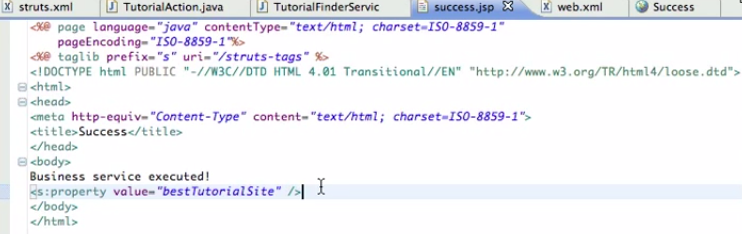 struts.xml TutorialAction.java TutorialFinderServic success.jsp web.xml Success
<%@ page language="java" contentType="text/html; charset=ISO-8859-1"
pageEncoding="ISO-8859-1"%>
<%@ taglib prefix="s" uri="/struts-tags" %>
<!DOCTYPE html PUBLIC "-//W3C//DTD HTML 4.01 Transitional//EN" "http://www.w3.org/TR/html4/loose.dtd">
<html>
<head>
<meta http-equiv="Content-Type" content="text/html; charset=ISO-8859-1">
<title>Success</title>
</head>
<body>
Business service executed!
<s:property value="bestTutorialSite" />
</body>
</html>